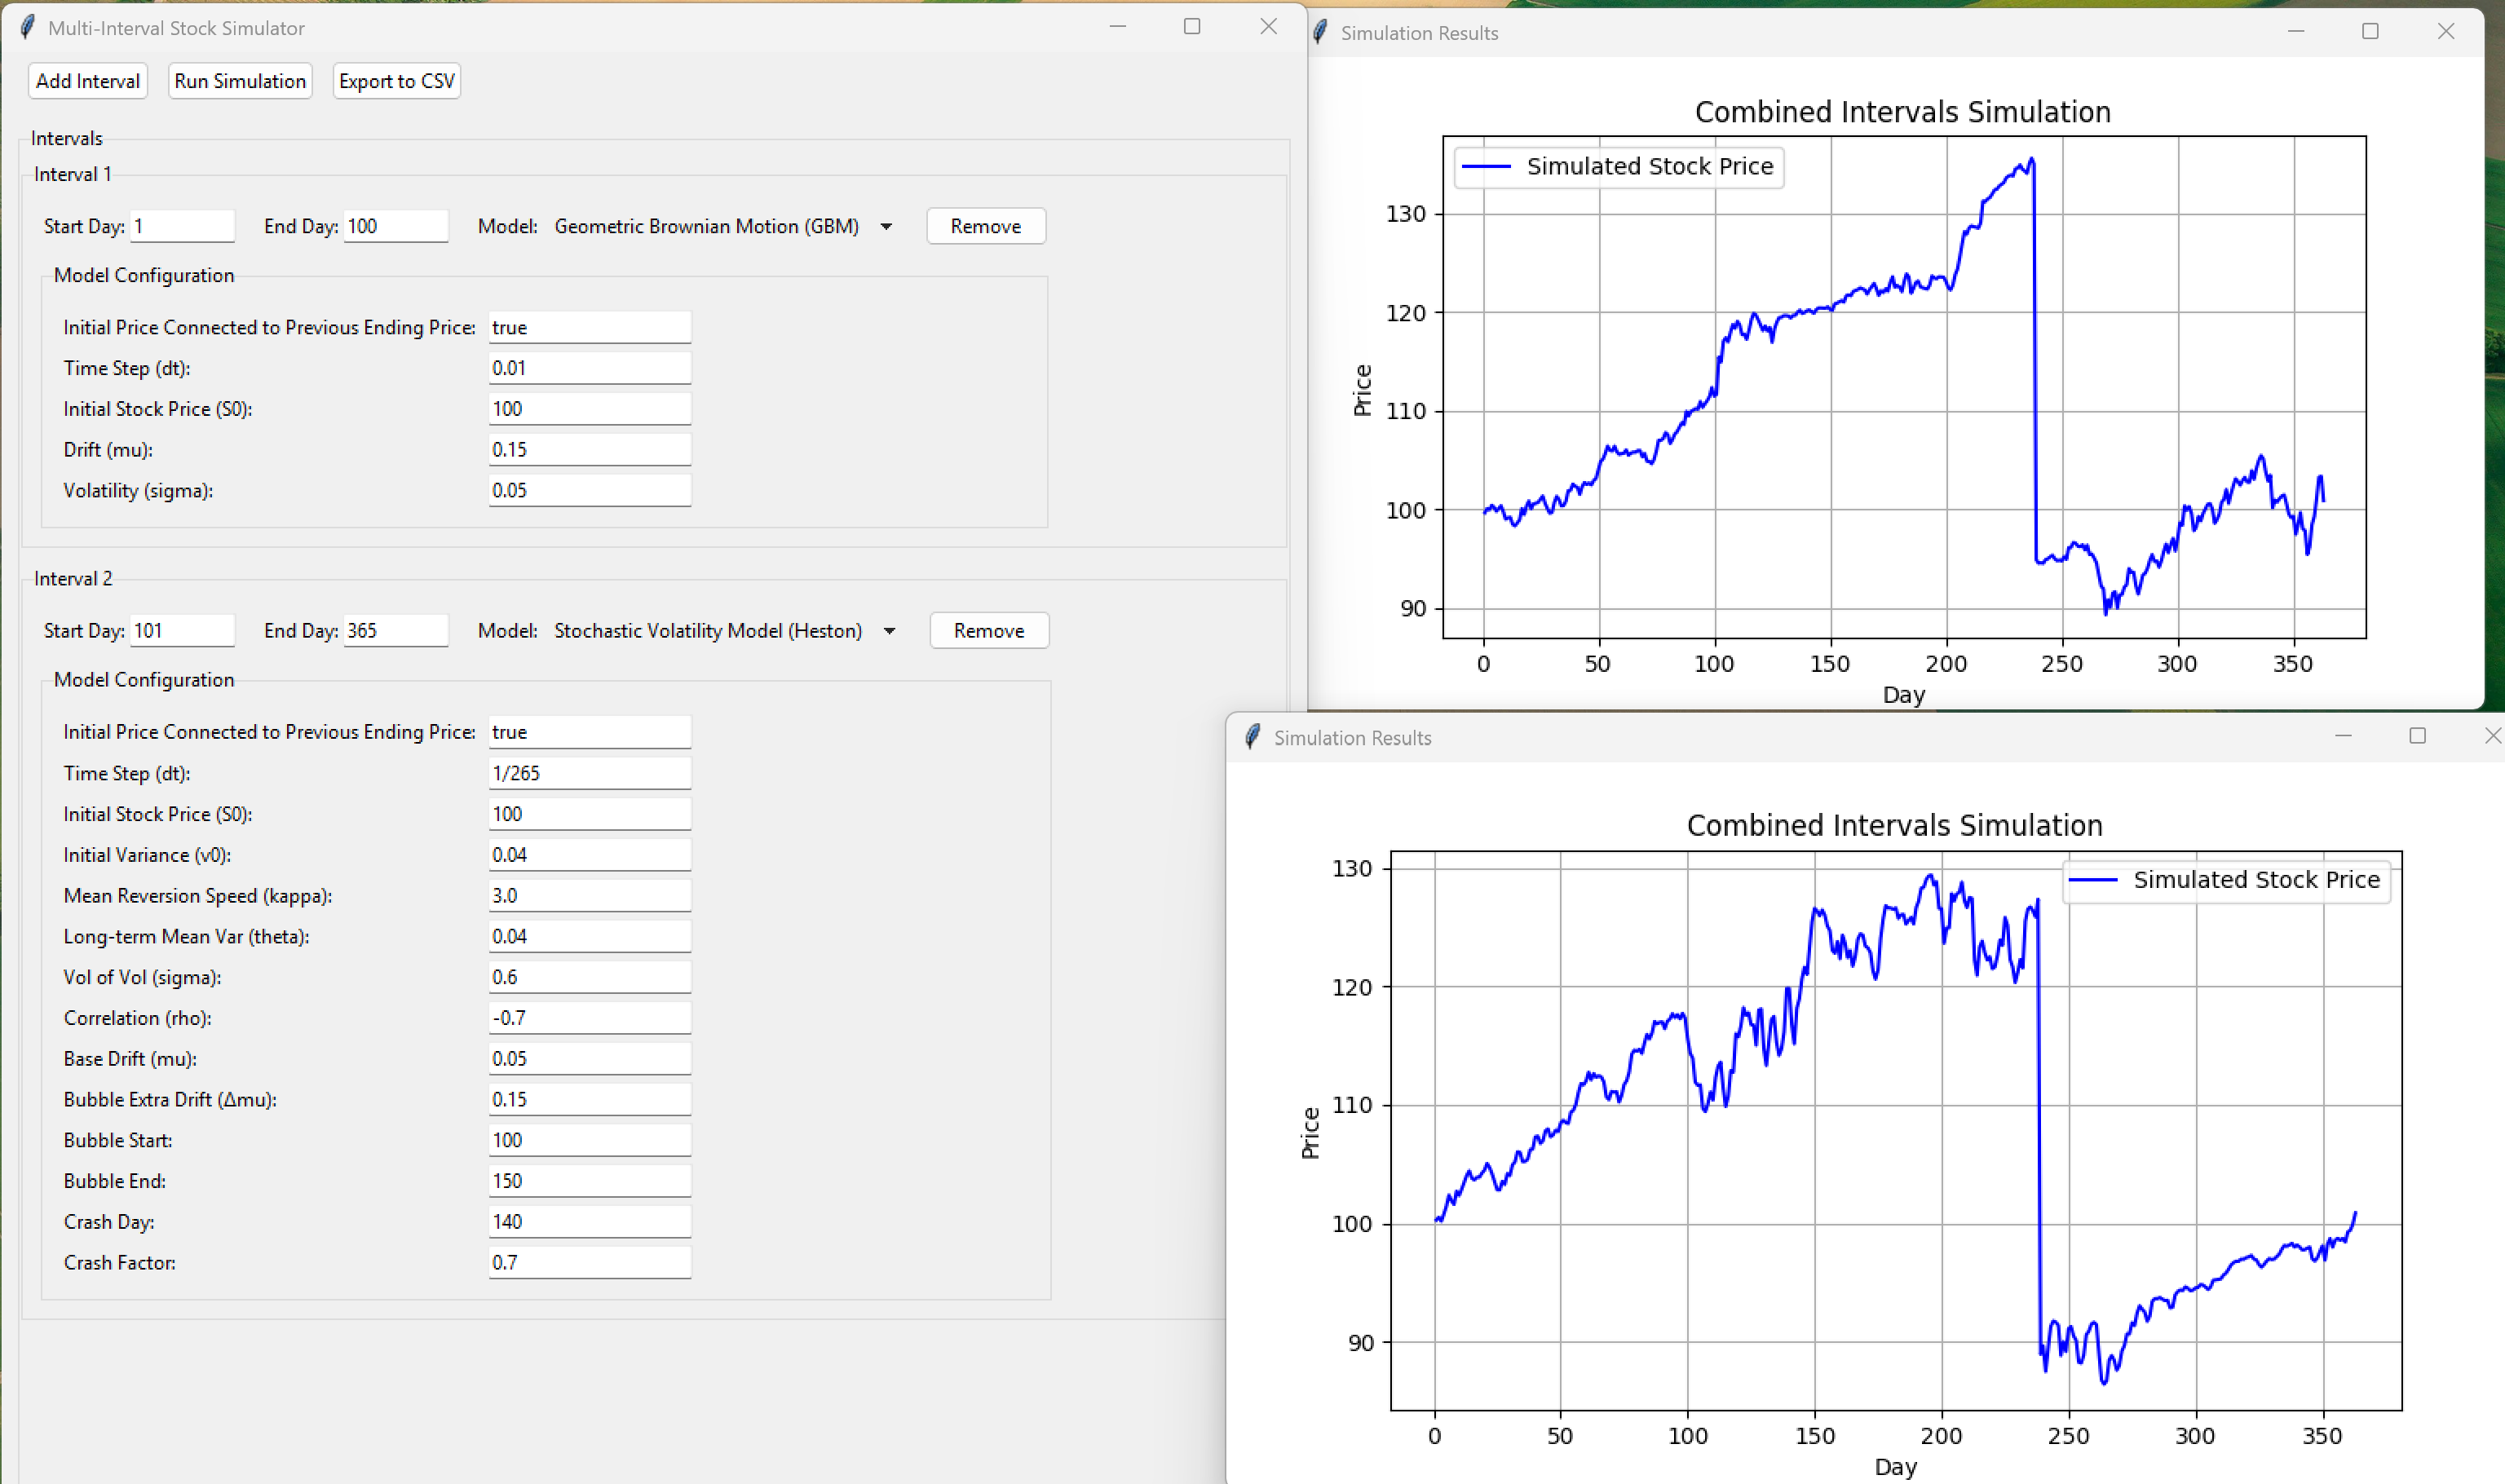 Multi-Interval Stock Simulator
Add Interval Run Simulation Export to CSV
Intervals
Interval 1
Start Day: 1 End Day: 100 Model: Geometric Brownian Motion (GBM) Remove
Model Configuration
Initial Price Connected to Previous Ending Price: true
Time Step (dt): 0.01
Initial Stock Price (S0): 100
Drift (mu): 0.15
Volatility (sigma): 0.05
Interval 2
Start Day: 101 End Day: 365 Model: Stochastic Volatility Model (Heston) Remove
Model Configuration
Initial Price Connected to Previous Ending Price: true
Time Step (dt): 1/265
Initial Stock Price (S0): 100
Initial Variance (v0): 0.04
Mean Reversion Speed (kappa): 3.0
Long-term Mean Var (theta): 0.04
Vol of Vol (sigma): 0.6
Correlation (rho): -0.7
Base Drift (mu): 0.05
Bubble Extra Drift (Δmu): 0.15
Bubble Start: 100
Bubble End: 150
Crash Day: 140
Crash Factor: 0.7
Simulation Results
Combined Intervals Simulation
Simulated Stock Price
130
120
110
100
90
Price
0 50 100 150 200 250 300 350
Day
Simulation Results
Combined Intervals Simulation
Simulated Stock Price
130
120
110
100
90
Price
0 50 100 150 200 250 300 350
Day